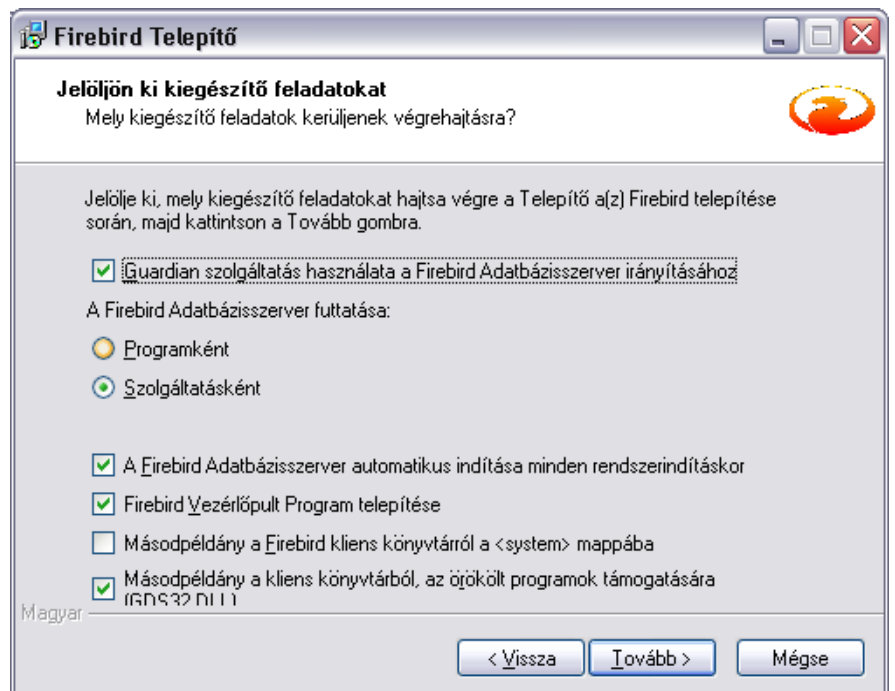 Firebird Telepítő
Jelöljön ki kiegészítő feladatokat
Mely kiegészítő feladatok kerüljenek végrehajtásra?
Jelölje ki, mely kiegészítő feladatokat hajtsa végre a Telepítő a(z) Firebird telepítése
során, majd kattintson a Tovább gombra.
Guardian szolgáltatás használata a Firebird Adatbázisszerver irányításához
A Firebird Adatbázisszerver futtatása:
Programként
Szolgáltatásként
A Firebird Adatbázisszerver automatikus indítása minden rendszerindításkor
Firebird Vezérlőpult Program telepítése
Másodpéldány a Firebird kliens könyvtárról a <system> mappába
Másodpéldány a kliens könyvtárból, az örökölt programok támogatására
(GDS32.DLL)
Magyar
< Vissza
Tovább >
Mégse